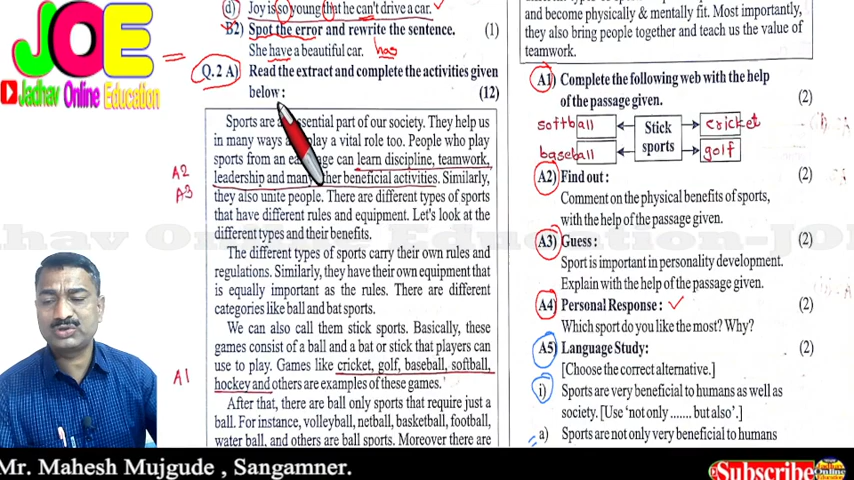 JOE
Jadhav Online Education
(d) Joy is so young that he can't drive a car.
B2) Spot the error and rewrite the sentence. (1)
She have a beautiful car. has
Q.2 A) Read the extract and complete the activities given
below: (12)
Sports are essential part of our society. They help us
in many ways play a vital role too. People who play
sports from an can learn discipline, teamwork,
A2 leadership and many other beneficial activities. Similarly,
A3 they also unite people. There are different types of sports
that have different rules and equipment. Let's look at the
different types and their benefits.
The different types of sports carry their own rules and
regulations. Similarly, they have their own equipment that
is equally important as the rules. There are different
categories like ball and bat sports.
We can also call them stick sports. Basically, these
games consist of a ball and a bat or stick that players can
use to play. Games like cricket, golf, baseball, softball,
A1 hockey and others are examples of these games.
After that, there are ball only sports that require just a
ball. For instance, volleyball, netball, basketball, football,
water ball, and others are ball sports. Moreover there are
and become physically & mentally fit. Most importantly,
they also bring people together and teach us the value of
teamwork.
A1) Complete the following web with the help
of the passage given. (2)
softball Stick cricket
baseball sports golf
A2) Find out: (2)
Comment on the physical benefits of sports,
with the help of the passage given.
A3) Guess: (2)
Sport is important in personality development.
Explain with the help of the passage given.
A4) Personal Response: (2)
Which sport do you like the most? Why?
A5) Language Study: (2)
[Choose the correct alternative.]
i) Sports are very beneficial to humans as well as
society. [Use 'not only ....... but also'.]
a) Sports are not only very beneficial to humans
Mr. Mahesh Mujgude, Sangamner.
Subscribe